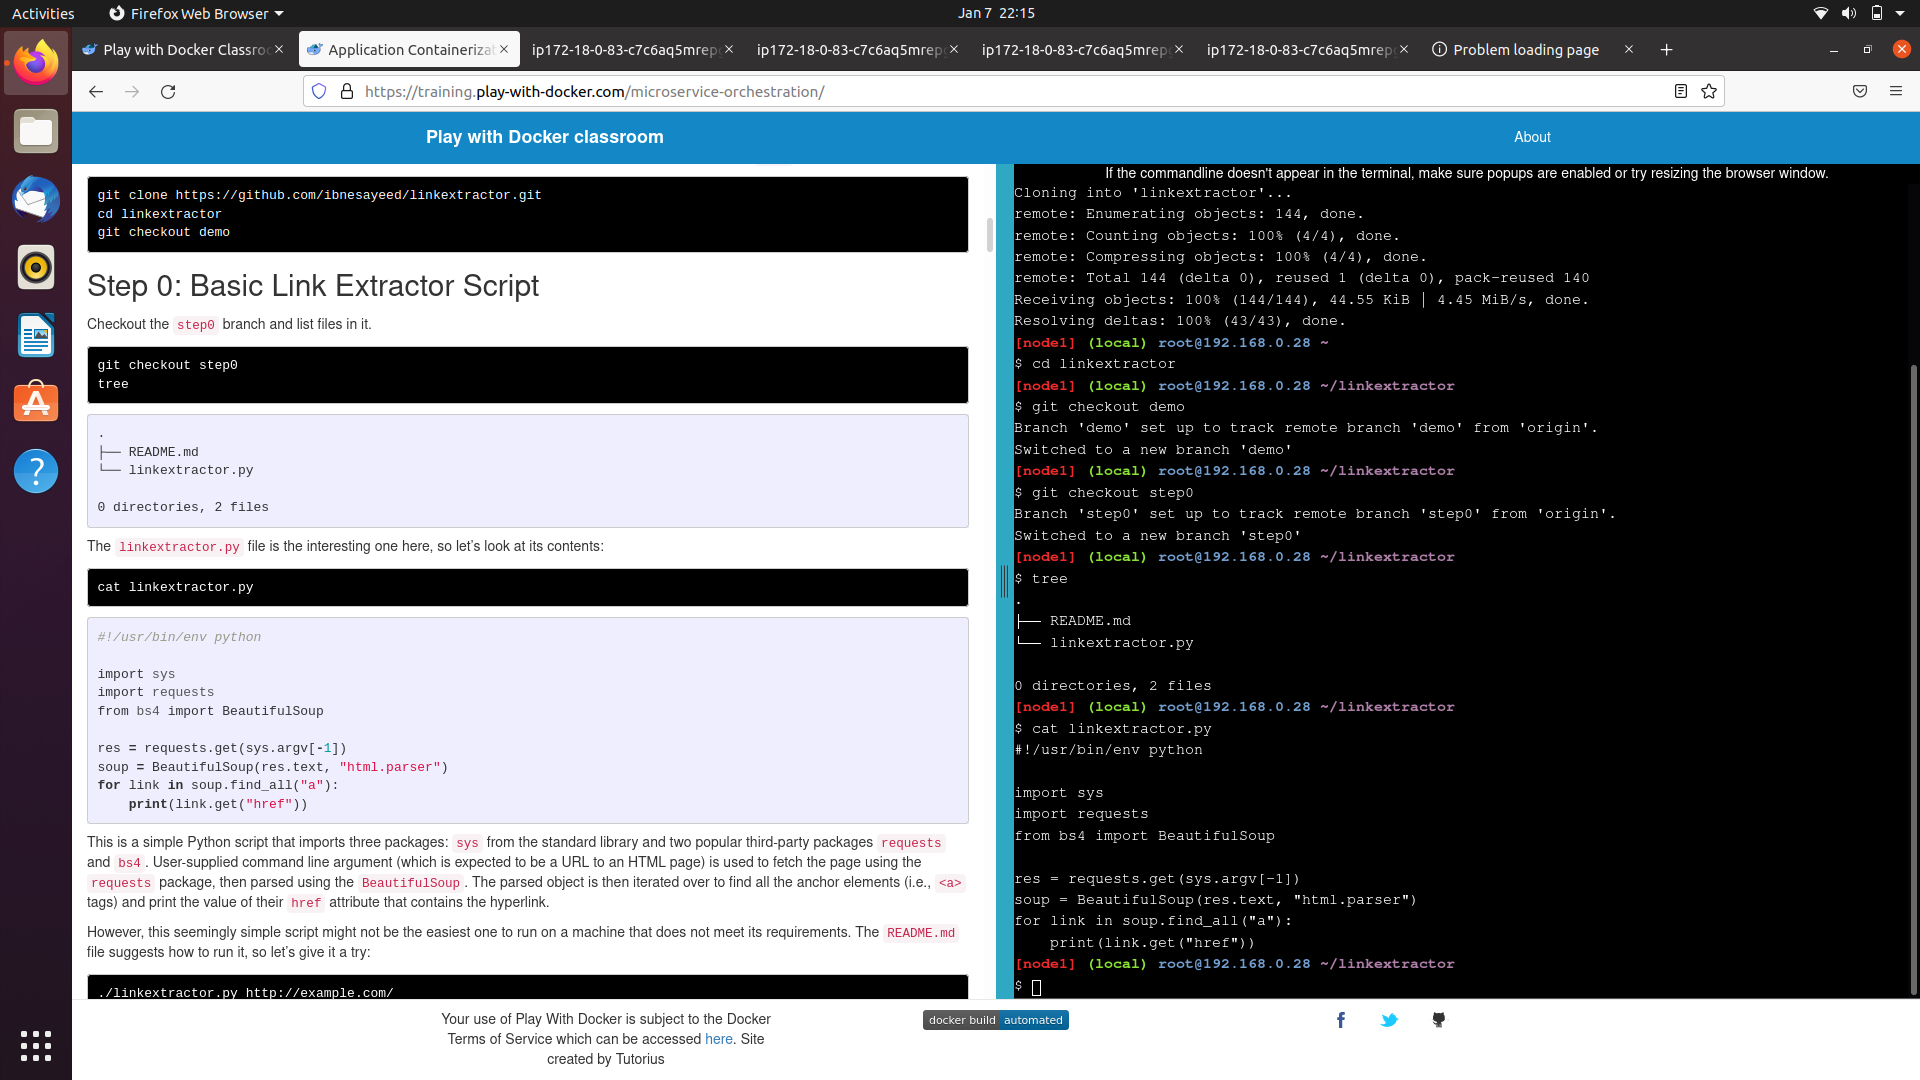 Activities
Firefox Web Browser
Jan 7 22:15
Play with Docker Classro
Application Containerizat
ip172-18-0-83-c7c6aq5mrep
ip172-18-0-83-c7c6aq5mrep
ip172-18-0-83-c7c6aq5mrep
ip172-18-0-83-c7c6aq5mrep
Problem loading page
https://training.play-with-docker.com/microservice-orchestration/
Play with Docker classroom
About
git clone https://github.com/ibnesayeed/linkextractor.git
cd linkextractor
git checkout demo
Step 0: Basic Link Extractor Script
Checkout the step0 branch and list files in it.
git checkout step0
tree
.
├── README.md
└── linkextractor.py
0 directories, 2 files
The linkextractor.py file is the interesting one here, so let's look at its contents:
cat linkextractor.py
#!/usr/bin/env python
import sys
import requests
from bs4 import BeautifulSoup
res = requests.get(sys.argv[-1])
soup = BeautifulSoup(res.text, "html.parser")
for link in soup.find_all("a"):
    print(link.get("href"))
This is a simple Python script that imports three packages: sys from the standard library and two popular third-party packages requests
and bs4. User-supplied command line argument (which is expected to be a URL to an HTML page) is used to fetch the page using the
requests package, then parsed using the BeautifulSoup. The parsed object is then iterated over to find all the anchor elements (i.e., <a>
tags) and print the value of their href attribute that contains the hyperlink.
However, this seemingly simple script might not be the easiest one to run on a machine that does not meet its requirements. The README.md
file suggests how to run it, so let's give it a try:
./linkextractor.py http://example.com/
If the commandline doesn't appear in the terminal, make sure popups are enabled or try resizing the browser window.
Cloning into 'linkextractor'...
remote: Enumerating objects: 144, done.
remote: Counting objects: 100% (4/4), done.
remote: Compressing objects: 100% (4/4), done.
remote: Total 144 (delta 0), reused 1 (delta 0), pack-reused 140
Receiving objects: 100% (144/144), 44.55 KiB | 4.45 MiB/s, done.
Resolving deltas: 100% (43/43), done.
[node1] (local) root@192.168.0.28 ~
$ cd linkextractor
[node1] (local) root@192.168.0.28 ~/linkextractor
$ git checkout demo
Branch 'demo' set up to track remote branch 'demo' from 'origin'.
Switched to a new branch 'demo'
[node1] (local) root@192.168.0.28 ~/linkextractor
$ git checkout step0
Branch 'step0' set up to track remote branch 'step0' from 'origin'.
Switched to a new branch 'step0'
[node1] (local) root@192.168.0.28 ~/linkextractor
$ tree
.
├── README.md
└── linkextractor.py
0 directories, 2 files
[node1] (local) root@192.168.0.28 ~/linkextractor
$ cat linkextractor.py
#!/usr/bin/env python
import sys
import requests
from bs4 import BeautifulSoup
res = requests.get(sys.argv[-1])
soup = BeautifulSoup(res.text, "html.parser")
for link in soup.find_all("a"):
    print(link.get("href"))
[node1] (local) root@192.168.0.28 ~/linkextractor
$
Your use of Play With Docker is subject to the Docker
Terms of Service which can be accessed here. Site
created by Tutorius
docker build automated